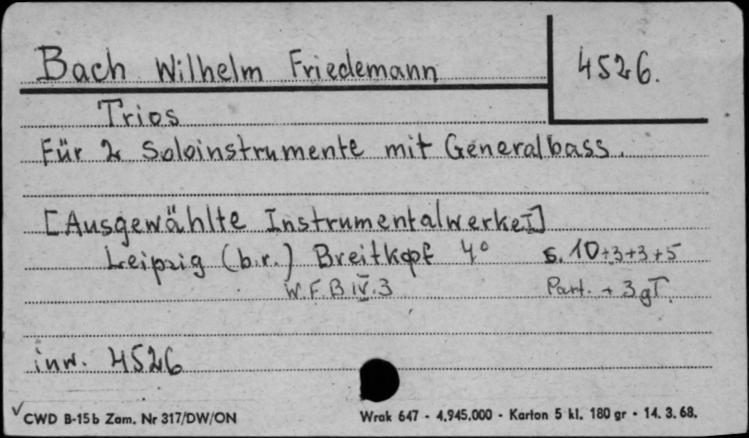 Bach Wilhelm Friedemann
4526.
Trios
Für 2 Soloinstrumente mit Generalbass.
[Ausgewählte Instrumentalwerke I]
Leipzig (b.r.) Breitkopf 4° s. 10+3+3+5
W.F.B IV.3 Part. + 3 gł.
inw. 4526
CWD B-15b Zam. Nr 317/DW/ON
Wrak 647 - 4.945.000 - Karton 5 kl. 180 gr - 14. 3. 68.